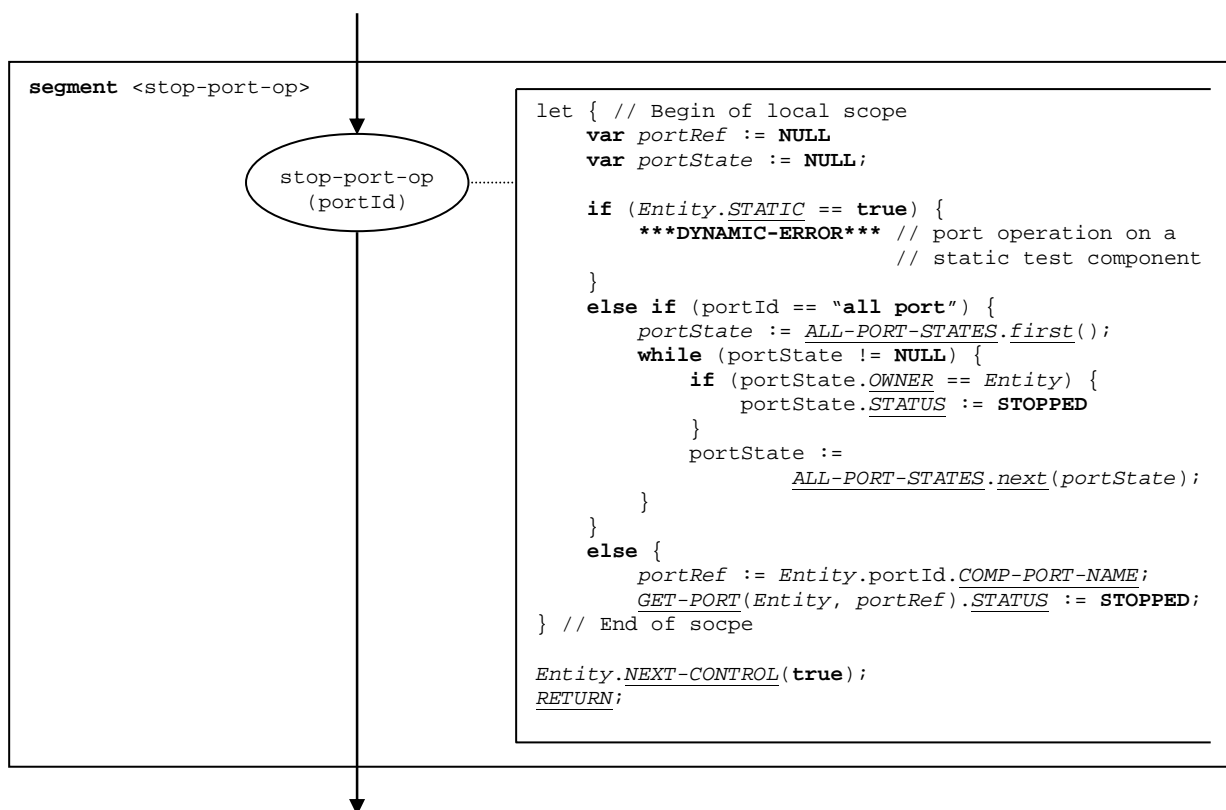 segment <stop-port-op>
stop-port-op
(portId)
let { // Begin of local scope
var portRef := NULL
var portState := NULL;
if (Entity.STATIC == true) {
***DYNAMIC-ERROR*** // port operation on a
// static test component
}
else if (portId == “all port”) {
portState := ALL-PORT-STATES.first();
while (portState != NULL) {
if (portState.OWNER == Entity) {
portState.STATUS := STOPPED
}
portState :=
ALL-PORT-STATES.next(portState);
}
}
else {
portRef := Entity.portId.COMP-PORT-NAME;
GET-PORT(Entity, portRef).STATUS := STOPPED;
} // End of socpe
Entity.NEXT-CONTROL(true);
RETURN;